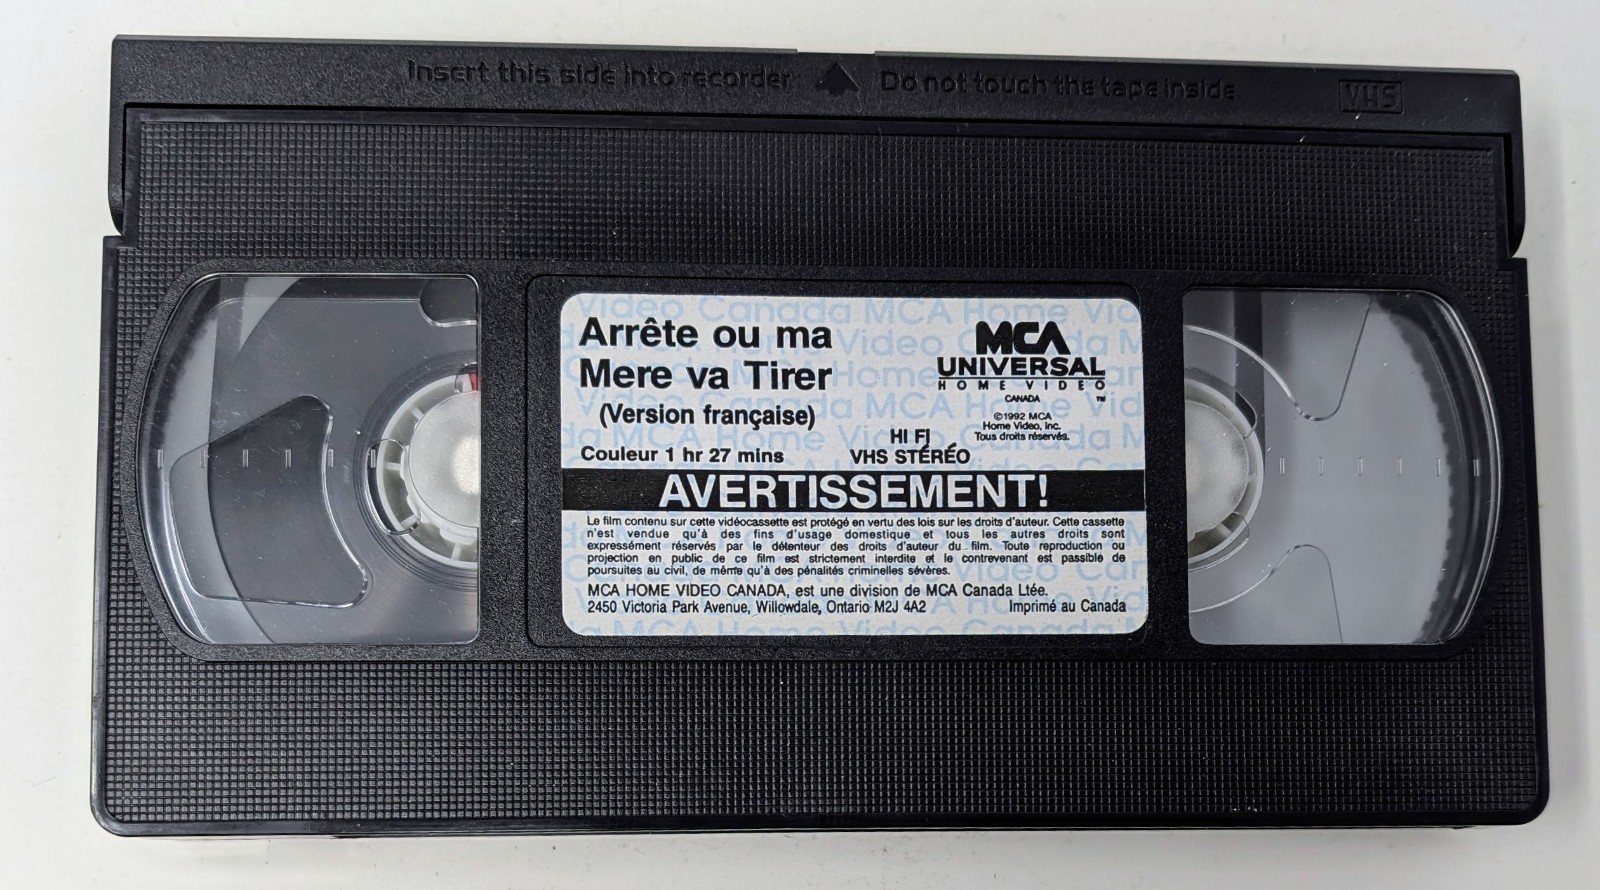 Insert this side into recorder Do not touch the tape inside VHS
Arrête ou ma
Mere va Tirer
(Version française)
Couleur 1 hr 27 mins
HI FI
VHS STÉRÉO
MCA
UNIVERSAL
HOME VIDEO
CANADA TM
©1992 MCA
Home Video, Inc.
Tous droits réservés.
AVERTISSEMENT!
Le film contenu sur cette vidéocassette est protégé en vertu des lois sur les droits d'auteur. Cette cassette
n'est vendue qu'à des fins d'usage domestique et tous les autres droits sont
expressément réservés par le détenteur des droits d'auteur du film. Toute reproduction ou
projection en public de ce film est strictement interdite et le contrevenant est passible de
poursuites au civil, de même qu'à des pénalités criminelles sévères.
MCA HOME VIDEO CANADA, est une division de MCA Canada Ltée.
2450 Victoria Park Avenue, Willowdale, Ontario M2J 4A2 Imprimé au Canada